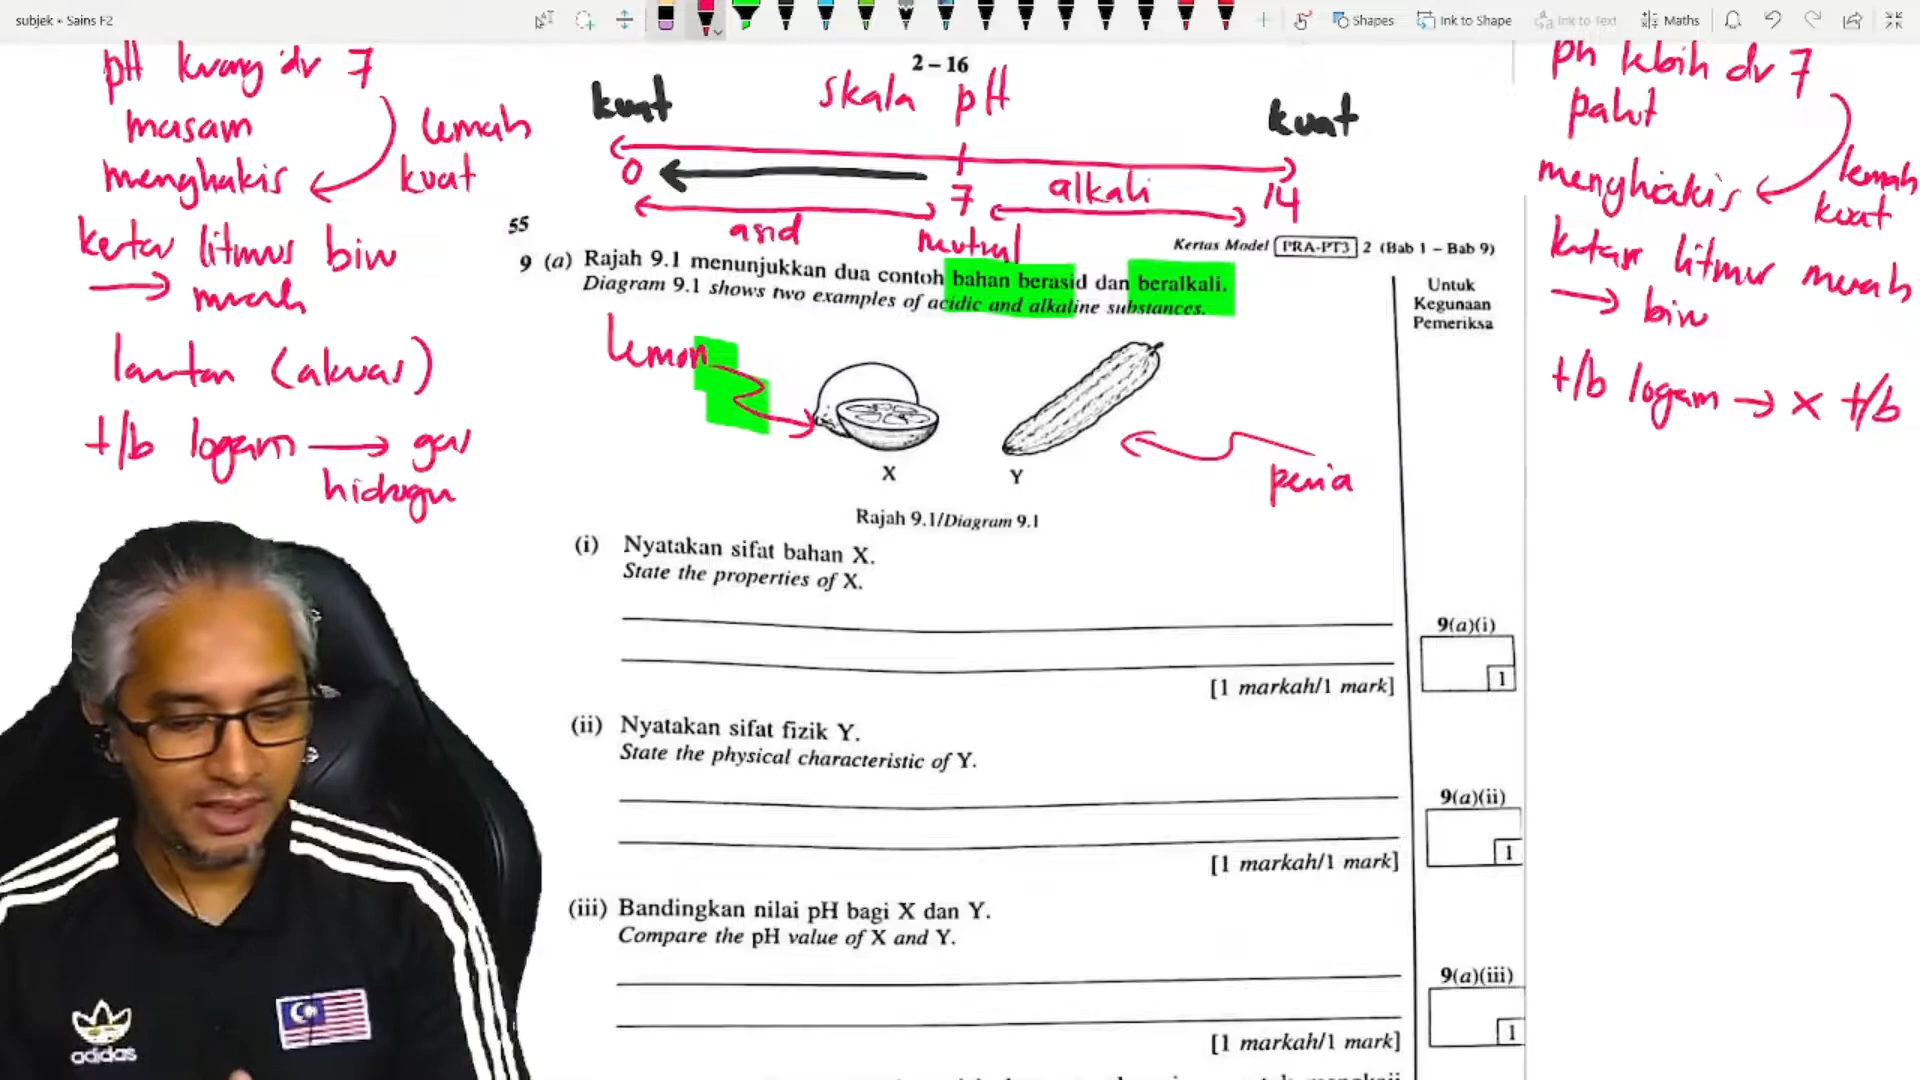 subjek • Sains F2
Shapes
Ink to Shape
Ink to Text
Maths
pH kurang dr 7
masam
menghakis
lemah
kuat
kertas litmus biru
→ merah
larutan (akuas)
t/b logam → gas
hidrogen
2 – 16
skala pH
kuat
kuat
0
7
14
asid
neutral
alkali
55
Kertas Model PRA-PT3 2 (Bab 1 – Bab 9)
9 (a) Rajah 9.1 menunjukkan dua contoh bahan berasid dan beralkali.
Diagram 9.1 shows two examples of acidic and alkaline substances.
Untuk
Kegunaan
Pemeriksa
lemon
peria
X
Y
Rajah 9.1/Diagram 9.1
(i) Nyatakan sifat bahan X.
State the properties of X.
9(a)(i)
[1 markah/1 mark]
1
(ii) Nyatakan sifat fizik Y.
State the physical characteristic of Y.
9(a)(ii)
[1 markah/1 mark]
1
(iii) Bandingkan nilai pH bagi X dan Y.
Compare the pH value of X and Y.
9(a)(iii)
[1 markah/1 mark]
1
ph lebih dr 7
pahit
menghakis
lemah
kuat
kertas litmus merah
→ biru
t/b logam → X t/b
adidas